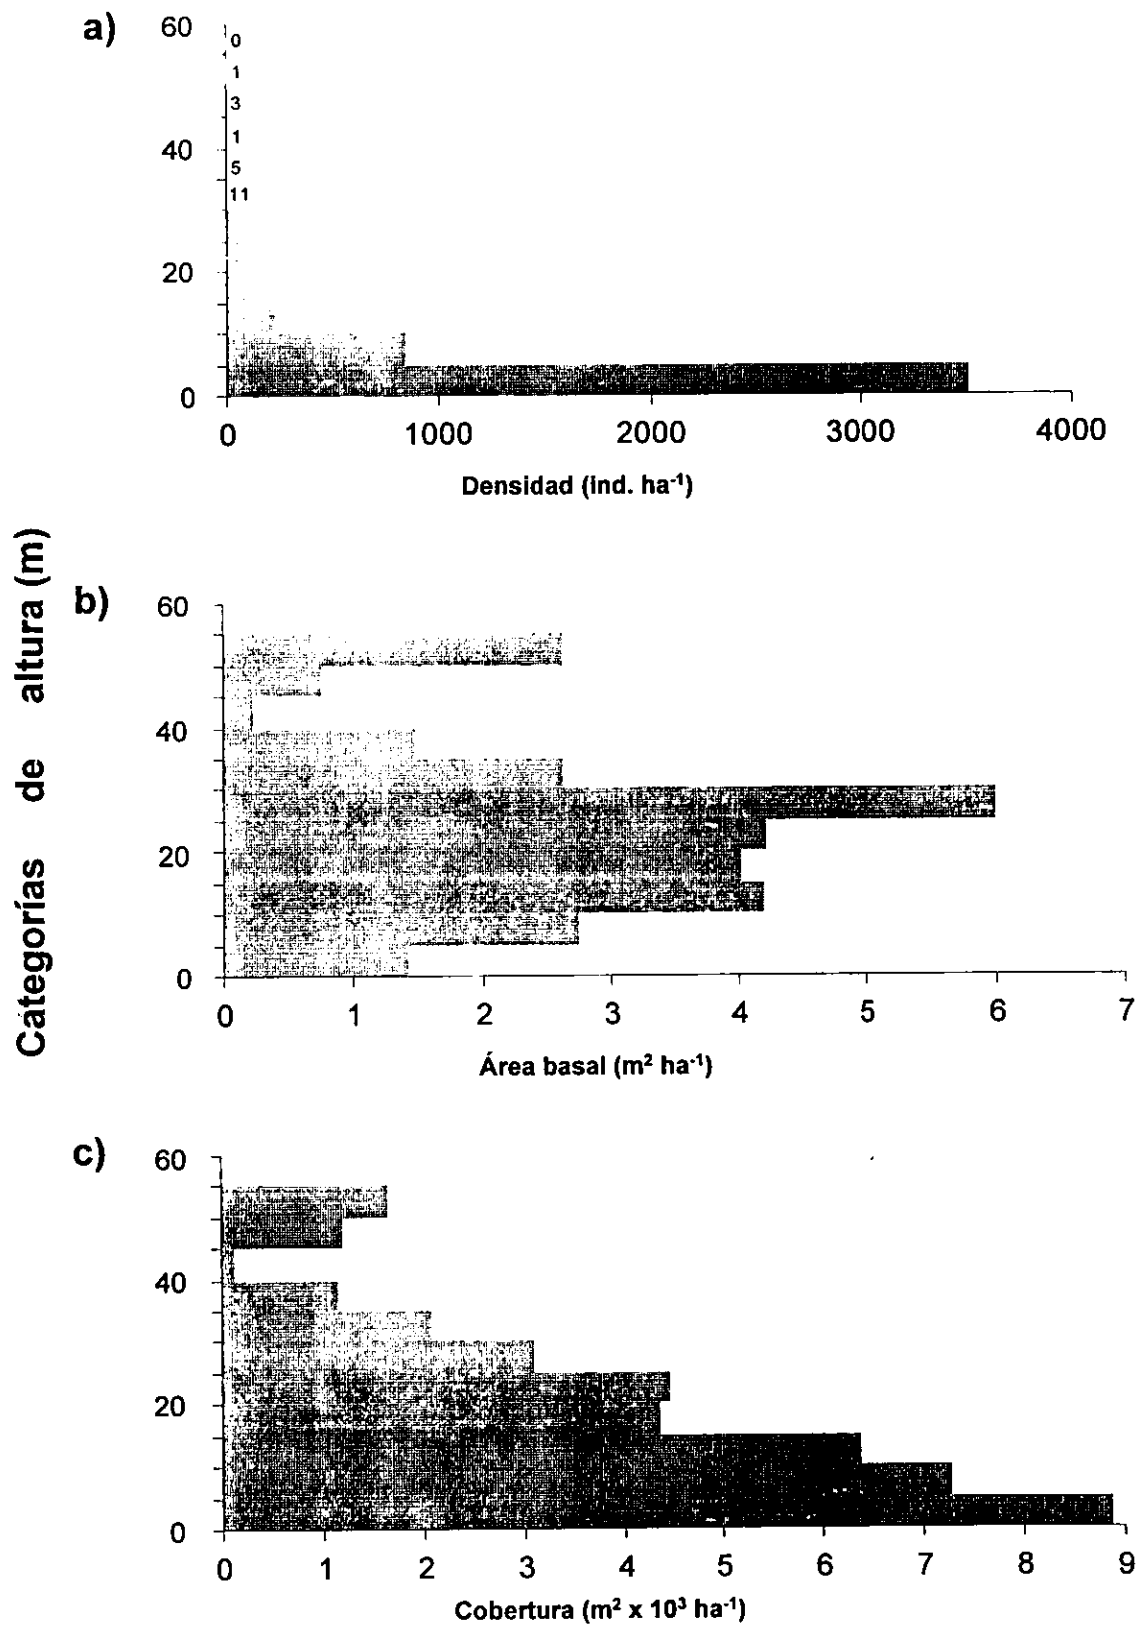 a)
60
0
1
3
1
40
5
11
20
0
0 1000 2000 3000 4000
Densidad (ind. ha-1)
Categorías de altura (m)
b)
60
40
20
0
0 1 2 3 4 5 6 7
Área basal (m² ha-1)
c)
60
40
20
0
0 1 2 3 4 5 6 7 8 9
Cobertura (m² x 10³ ha-1)